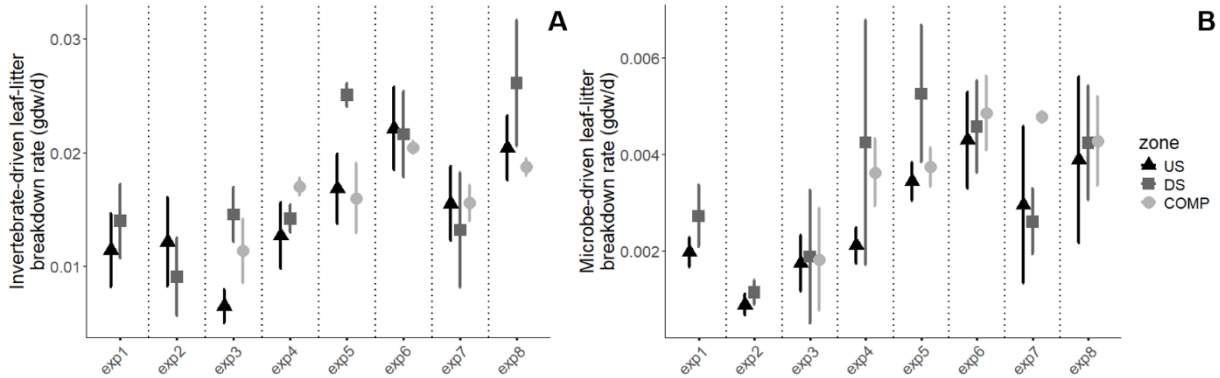 A
Invertebrate-driven leaf-litter
breakdown rate (gdw/d)
0.03
0.02
0.01
exp1
exp2
exp3
exp4
exp5
exp6
exp7
exp8
B
Microbe-driven leaf-litter
breakdown rate (gdw/d)
0.006
0.004
0.002
exp1
exp2
exp3
exp4
exp5
exp6
exp7
exp8
zone
US
DS
COMP